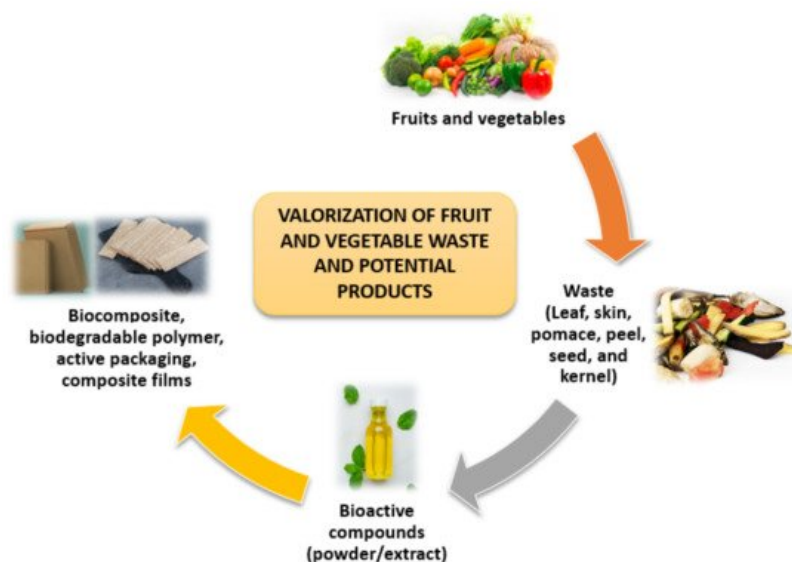 Fruits and vegetables
VALORIZATION OF FRUIT
AND VEGETABLE WASTE
AND POTENTIAL
PRODUCTS
Waste
(Leaf, skin,
pomace, peel,
seed, and
kernel)
Bioactive
compounds
(powder/extract)
Biocomposite,
biodegradable polymer,
active packaging,
composite films